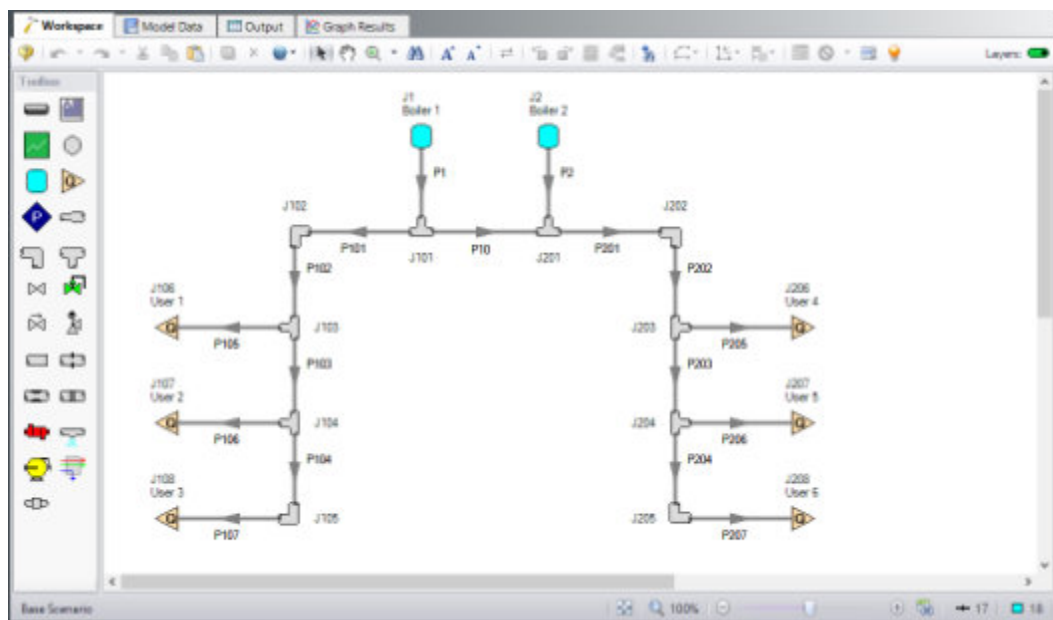 Workspace Model Data Output Graph Results
Layers:
Toolbox
J1
Boiler 1
J2
Boiler 2
P1
P2
J102
J202
P101
J101
P10
J201
P201
P102
P202
J106
User 1
J206
User 4
J103
J203
P105
P205
P103
P203
J107
User 2
J207
User 5
J104
J204
P106
P206
P104
P204
J108
User 3
J208
User 6
J105
J205
P107
P207
Base Scenario
100%
17
18